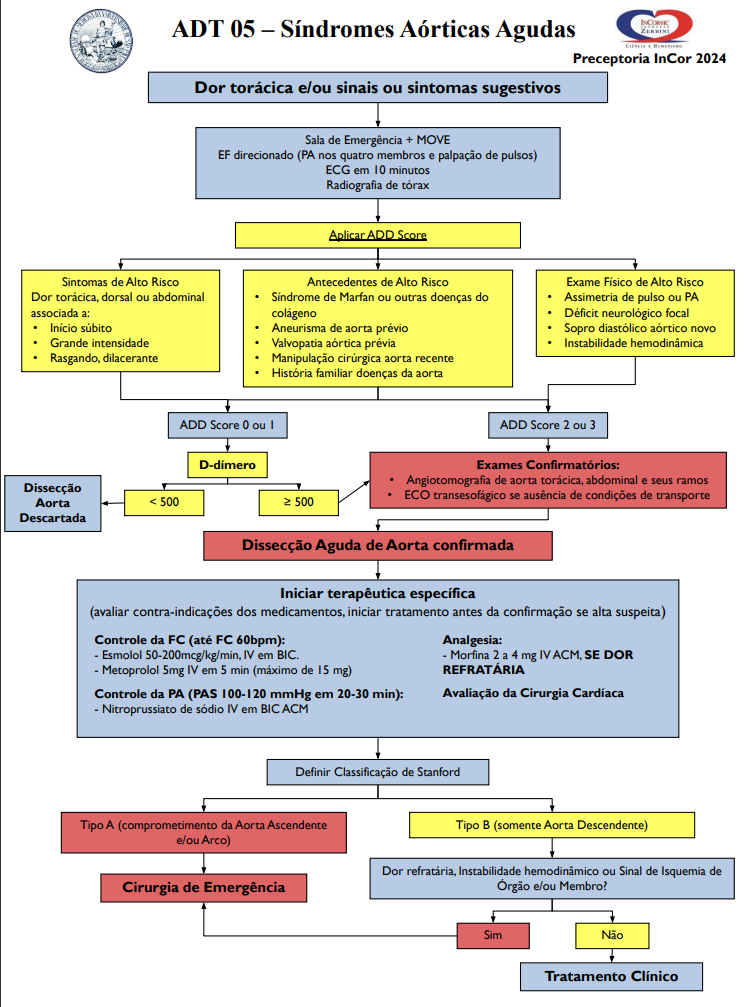 ADT 05 – Síndromes Aórticas Agudas
INCOR·HC
FUNDAÇÃO
ZERBINI
CIÊNCIA E HUMANISMO
Preceptoria InCor 2024
Dor torácica e/ou sinais ou sintomas sugestivos
Sala de Emergência + MOVE
EF direcionado (PA nos quatro membros e palpação de pulsos)
ECG em 10 minutos
Radiografia de tórax
Aplicar ADD Score
Sintomas de Alto Risco
Dor torácica, dorsal ou abdominal
associada a:
• Início súbito
• Grande intensidade
• Rasgando, dilacerante
Antecedentes de Alto Risco
• Síndrome de Marfan ou outras doenças do
colágeno
• Aneurisma de aorta prévio
• Valvopatia aórtica prévia
• Manipulação cirúrgica aorta recente
• História familiar doenças da aorta
Exame Físico de Alto Risco
• Assimetria de pulso ou PA
• Déficit neurológico focal
• Sopro diastólico aórtico novo
• Instabilidade hemodinâmica
ADD Score 0 ou 1
ADD Score 2 ou 3
D-dímero
< 500
≥ 500
Dissecção
Aorta
Descartada
Exames Confirmatórios:
• Angiotomografia de aorta torácica, abdominal e seus ramos
• ECO transesofágico se ausência de condições de transporte
Dissecção Aguda de Aorta confirmada
Iniciar terapêutica específica
(avaliar contra-indicações dos medicamentos, iniciar tratamento antes da confirmação se alta suspeita)
Controle da FC (até FC 60bpm):
- Esmolol 50-200mcg/kg/min, IV em BIC.
- Metoprolol 5mg IV em 5 min (máximo de 15 mg)
Controle da PA (PAS 100-120 mmHg em 20-30 min):
- Nitroprussiato de sódio IV em BIC ACM
Analgesia:
- Morfina 2 a 4 mg IV ACM, SE DOR
REFRATÁRIA
Avaliação da Cirurgia Cardíaca
Definir Classificação de Stanford
Tipo A (comprometimento da Aorta Ascendente
e/ou Arco)
Tipo B (somente Aorta Descendente)
Cirurgia de Emergência
Dor refratária, Instabilidade hemodinâmico ou Sinal de Isquemia de
Órgão e/ou Membro?
Sim
Não
Tratamento Clínico